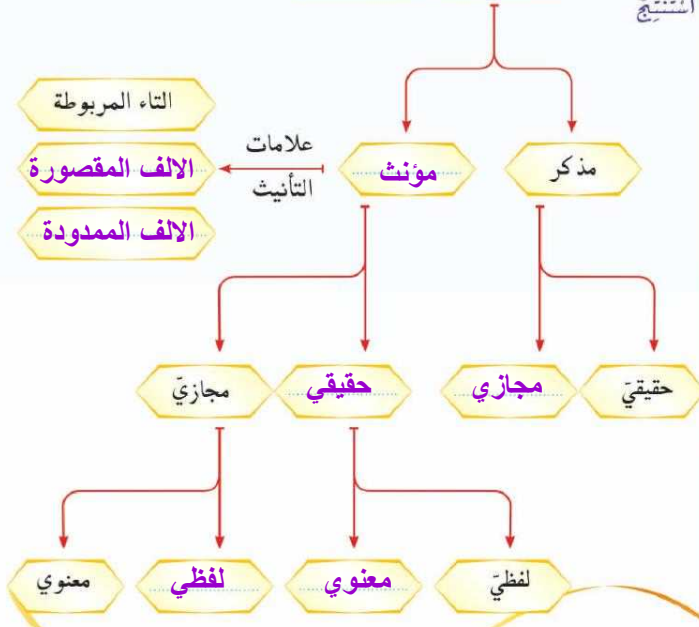 أَسْتَنْتِجُ
التاء المربوطة
علامات
التأنيث
الالف المقصورة
مؤنث
مذكر
الالف الممدودة
حقيقيّ
مجازي
حقيقي
مجازيّ
لفظيّ
معنوي
لفظي
معنوي